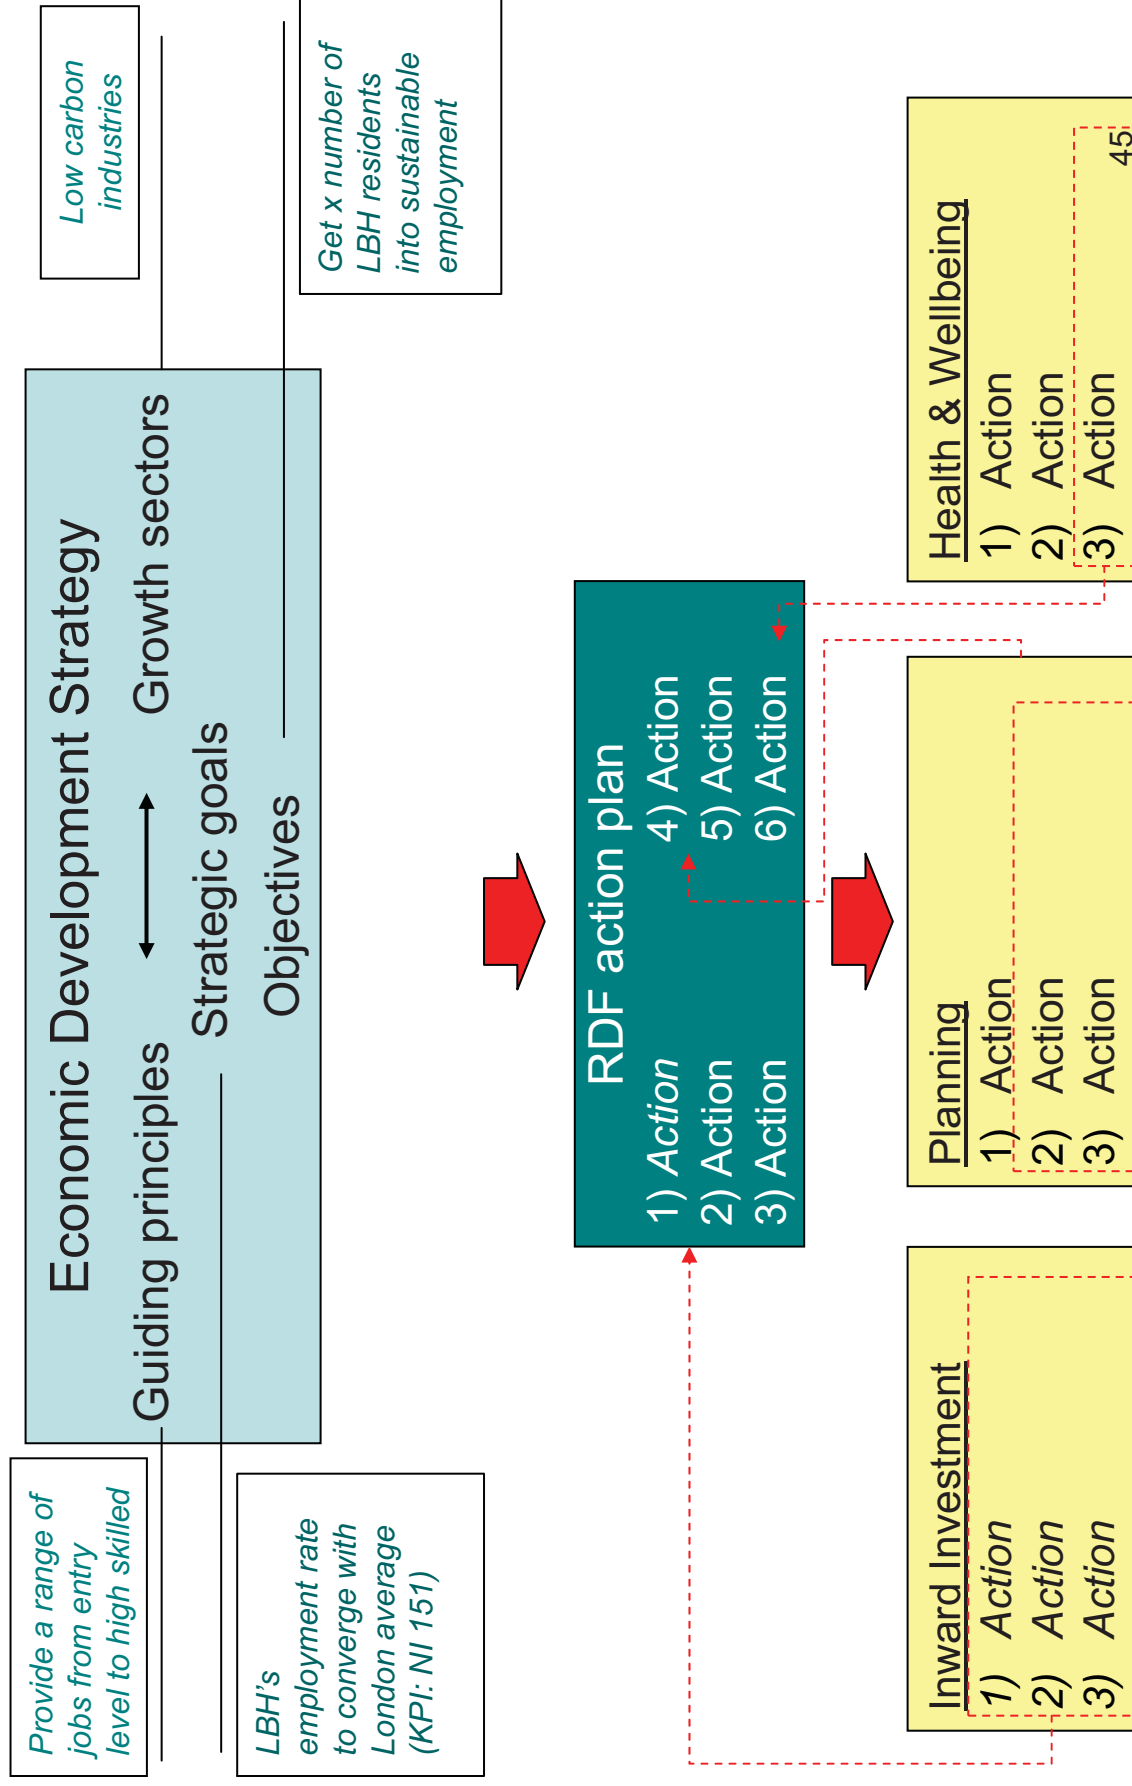 Economic Development Strategy
Guiding principles
Growth sectors
Strategic goals
Objectives
Provide a range of
jobs from entry
level to high skilled
LBH's
employment rate
to converge with
London average
(KPI: NI 151)
Low carbon
industries
Get x number of
LBH residents
into sustainable
employment
RDF action plan
1) Action
2) Action
3) Action
4) Action
5) Action
6) Action
Inward Investment
1) Action
2) Action
3) Action
Planning
1) Action
2) Action
3) Action
Health & Wellbeing
1) Action
2) Action
3) Action
45